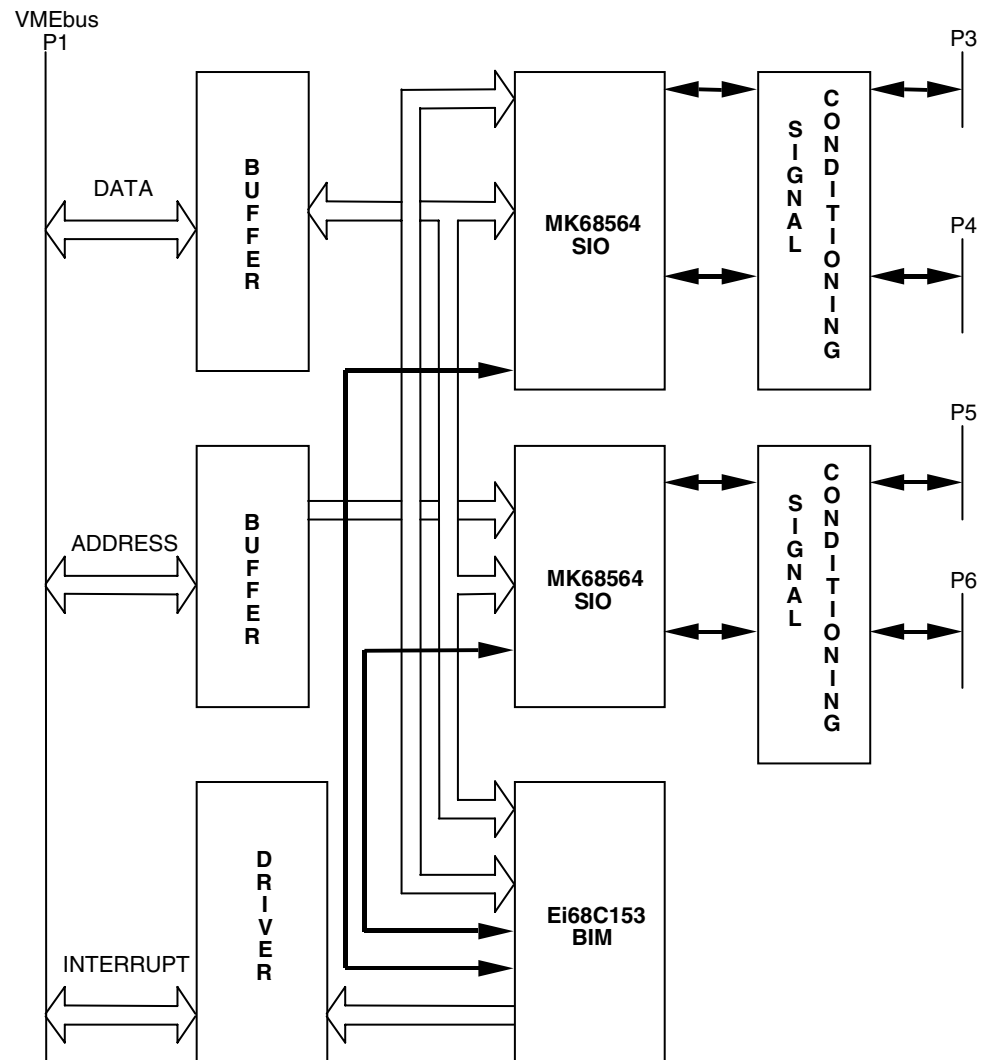 VMEbus
P1
P3
DATA
BUFFER
MK68564
SIO
SIGNAL
CONDITIONING
P4
P5
ADDRESS
BUFFER
MK68564
SIO
SIGNAL
CONDITIONING
P6
INTERRUPT
DRIVER
Ei68C153
BIM